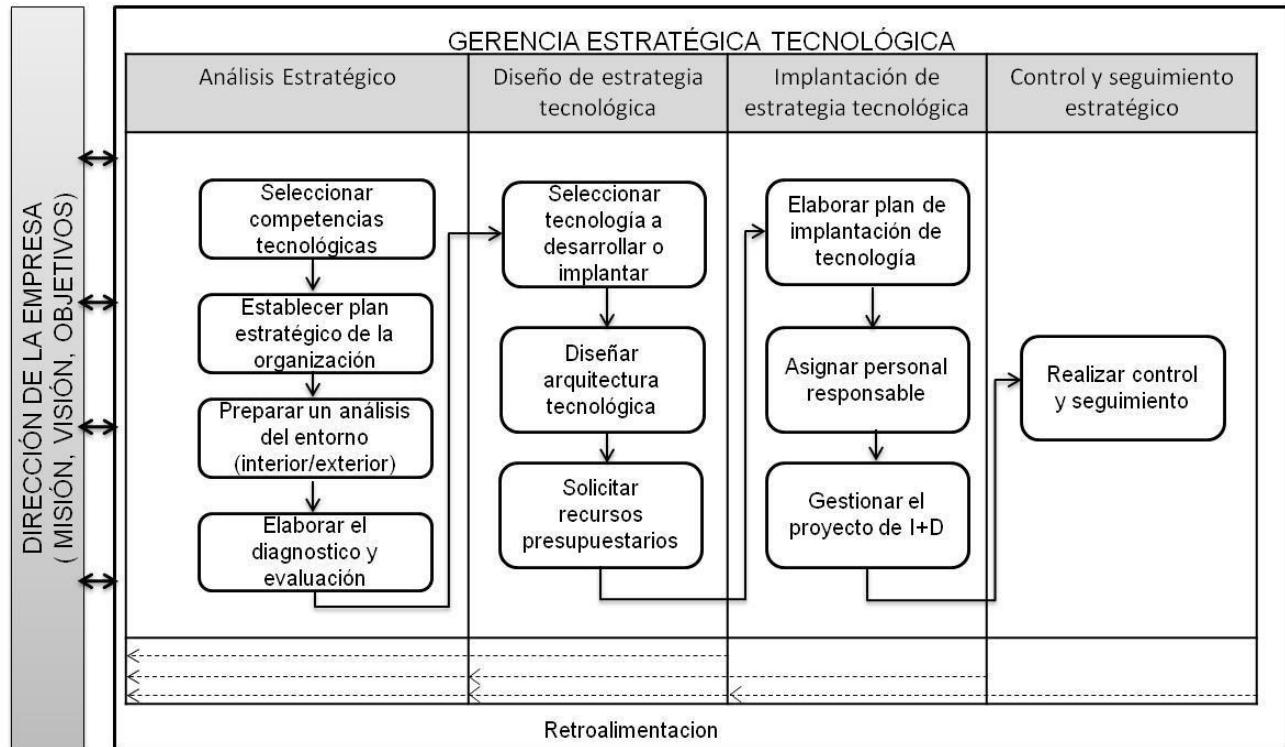 DIRECCIÓN DE LA EMPRESA
( MISIÓN, VISIÓN, OBJETIVOS)
GERENCIA ESTRATÉGICA TECNOLÓGICA
Análisis Estratégico
Diseño de estrategia
tecnológica
Implantación de
estrategia tecnológica
Control y seguimiento
estratégico
Seleccionar
competencias
tecnológicas
Establecer plan
estratégico de la
organización
Preparar un análisis
del entorno
(interior/exterior)
Elaborar el
diagnostico y
evaluación
Seleccionar
tecnología a
desarrollar o
implantar
Diseñar
arquitectura
tecnológica
Solicitar
recursos
presupuestarios
Elaborar plan de
implantación de
tecnología
Asignar personal
responsable
Gestionar el
proyecto de I+D
Realizar control
y seguimiento
Retroalimentacion